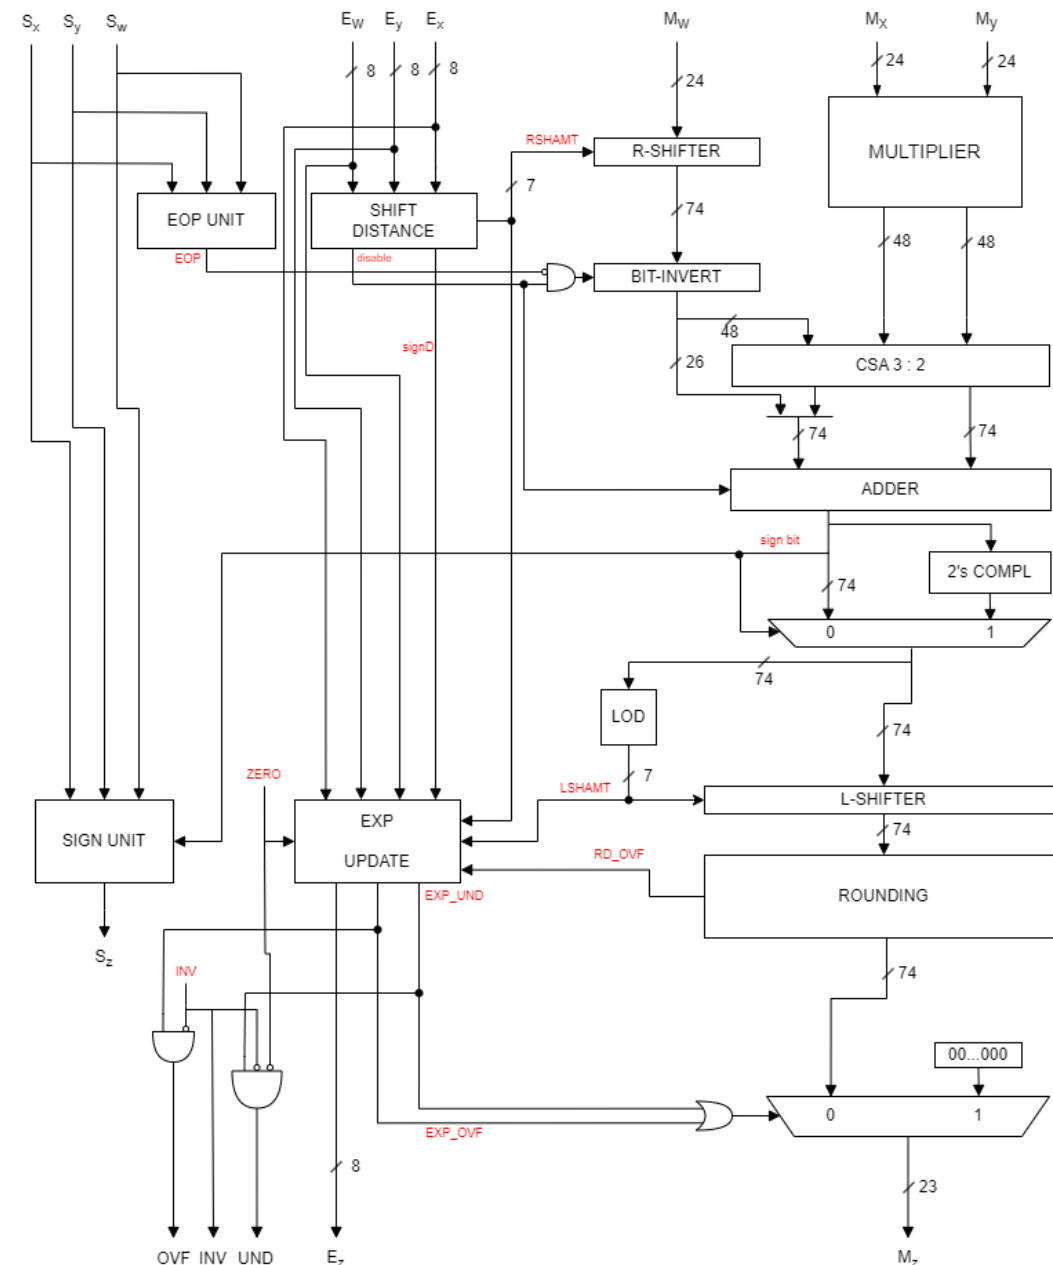 Sx Sy Sw EW Ey Ex MW MX My
8 8 8 24 24 24
RSHAMT
R-SHIFTER
MULTIPLIER
7
EOP UNIT
SHIFT
DISTANCE
74
48 48
EOP
disable
BIT-INVERT
48
signD
26
CSA 3 : 2
74 74
ADDER
sign bit
2's COMPL
74
0 1
74
LOD
74
ZERO
7
LSHAMT
L-SHIFTER
EXP
UPDATE
SIGN UNIT
74
RD_OVF
EXP_UND
ROUNDING
Sz
INV
74
00...000
0 1
EXP_OVF
8
23
OVF INV UND Ez Mz